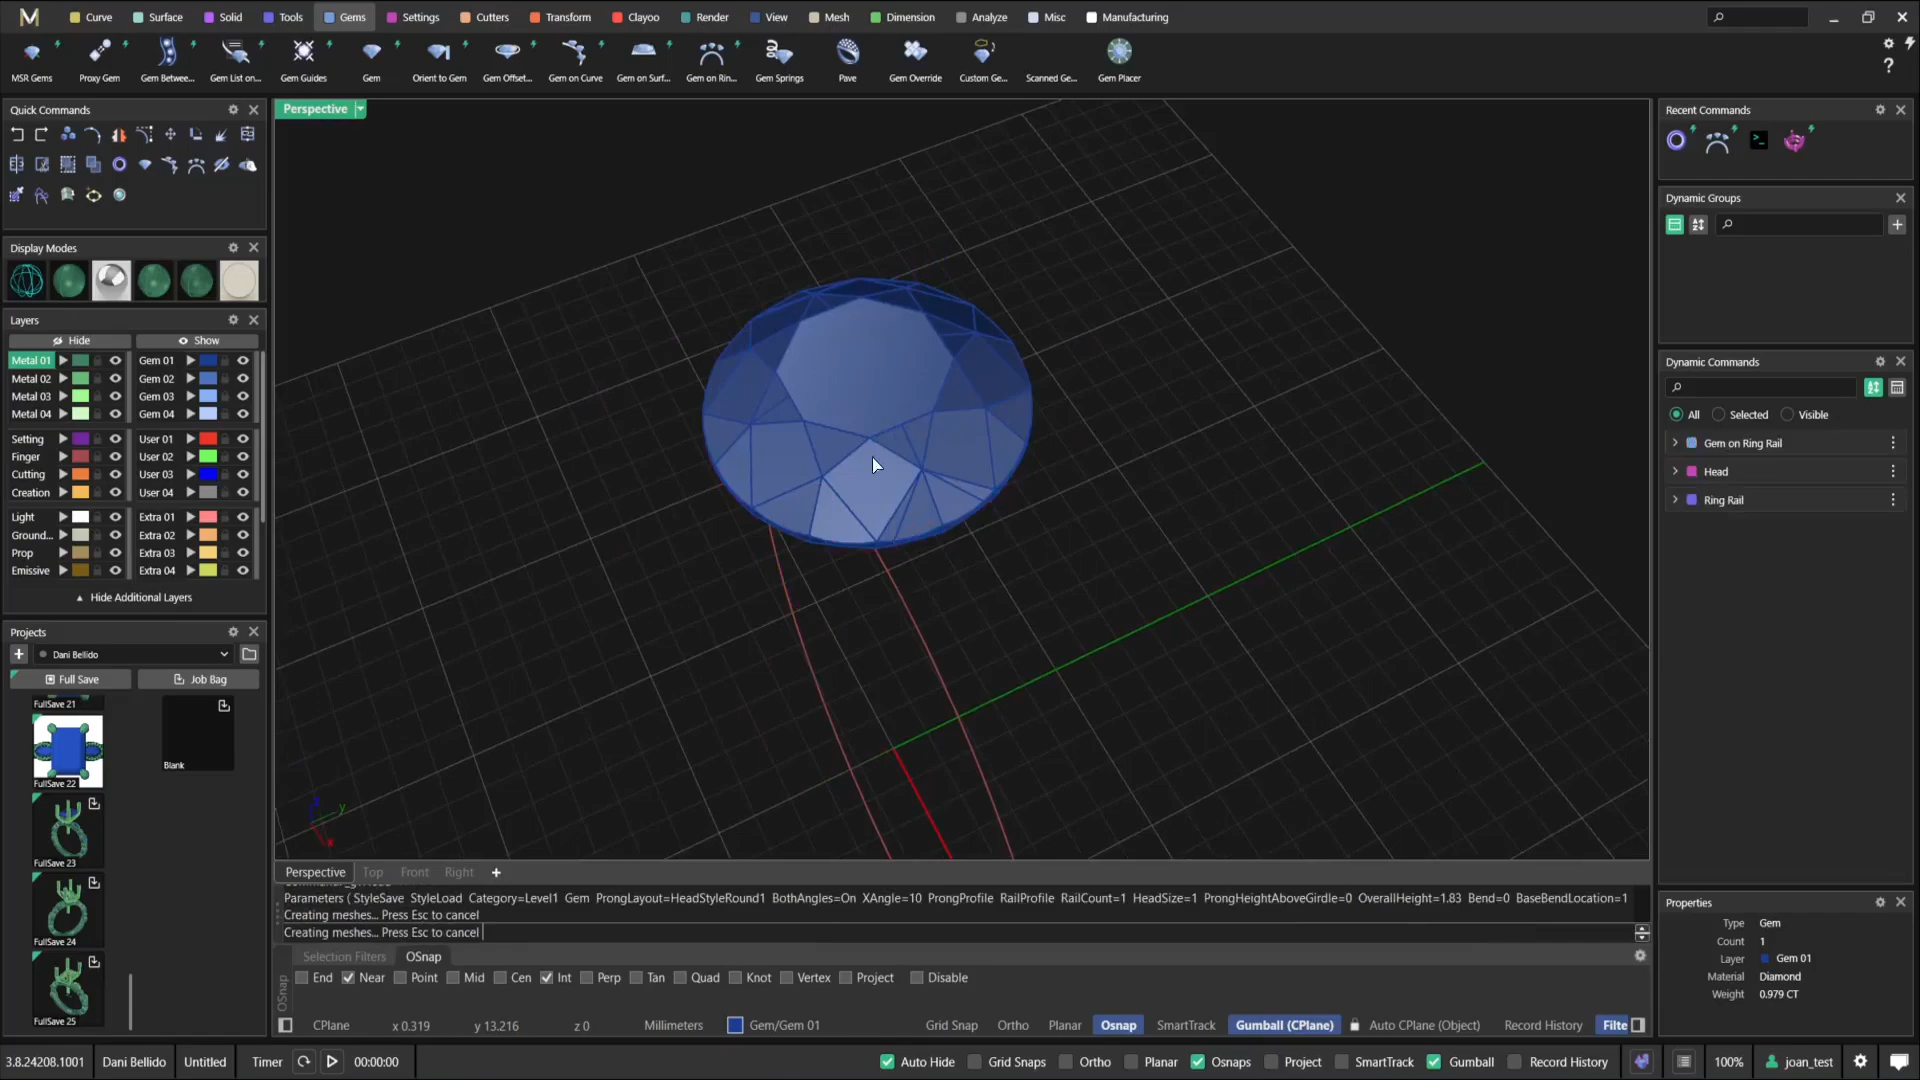 Curve Surface Solid Tools Gems Settings Cutters Transform Clayoo Render View Mesh Dimension Analyze Misc Manufacturing
MSR Gems Proxy Gem Gem Betwee... Gem List on... Gem Guides Gem Orient to Gem Gem Offset... Gem on Curve Gem on Surf... Gem on Rin... Gem Springs Pave Gem Override Custom Ge... Scanned Ge... Gem Placer
Quick Commands
Display Modes
Layers
Hide Show
Metal 01 Gem 01
Metal 02 Gem 02
Metal 03 Gem 03
Metal 04 Gem 04
Setting User 01
Finger User 02
Cutting User 03
Creation User 04
Light Extra 01
Ground... Extra 02
Prop Extra 03
Emissive Extra 04
Hide Additional Layers
Projects
Dani Bellido
Full Save Job Bag
FullSave 21
FullSave 22
Blank
FullSave 23
FullSave 24
FullSave 25
Perspective
z y x
Perspective Top Front Right
Parameters ( StyleSave StyleLoad Category=Level1 Gem ProngLayout=HeadStyleRound1 BothAngles=On XAngle=10 ProngProfile RailProfile RailCount=1 HeadSize=1 ProngHeightAboveGirdle=0 OverallHeight=1.83 Bend=0 BaseBendLocation=1
Creating meshes... Press Esc to cancel
Creating meshes... Press Esc to cancel
Selection Filters OSnap
OSnap
End Near Point Mid Cen Int Perp Tan Quad Knot Vertex Project Disable
CPlane x 0.319 y 13.216 z 0 Millimeters Gem/Gem 01 Grid Snap Ortho Planar Osnap SmartTrack Gumball (CPlane) Auto CPlane (Object) Record History Filte
Recent Commands
Dynamic Groups
Dynamic Commands
All Selected Visible
Gem on Ring Rail
Head
Ring Rail
Properties
Type Gem
Count 1
Layer Gem 01
Material Diamond
Weight 0.979 CT
3.8.24208.1001 Dani Bellido Untitled Timer 00:00:00 Auto Hide Grid Snaps Ortho Planar Osnaps Project SmartTrack Gumball Record History 100% joan_test